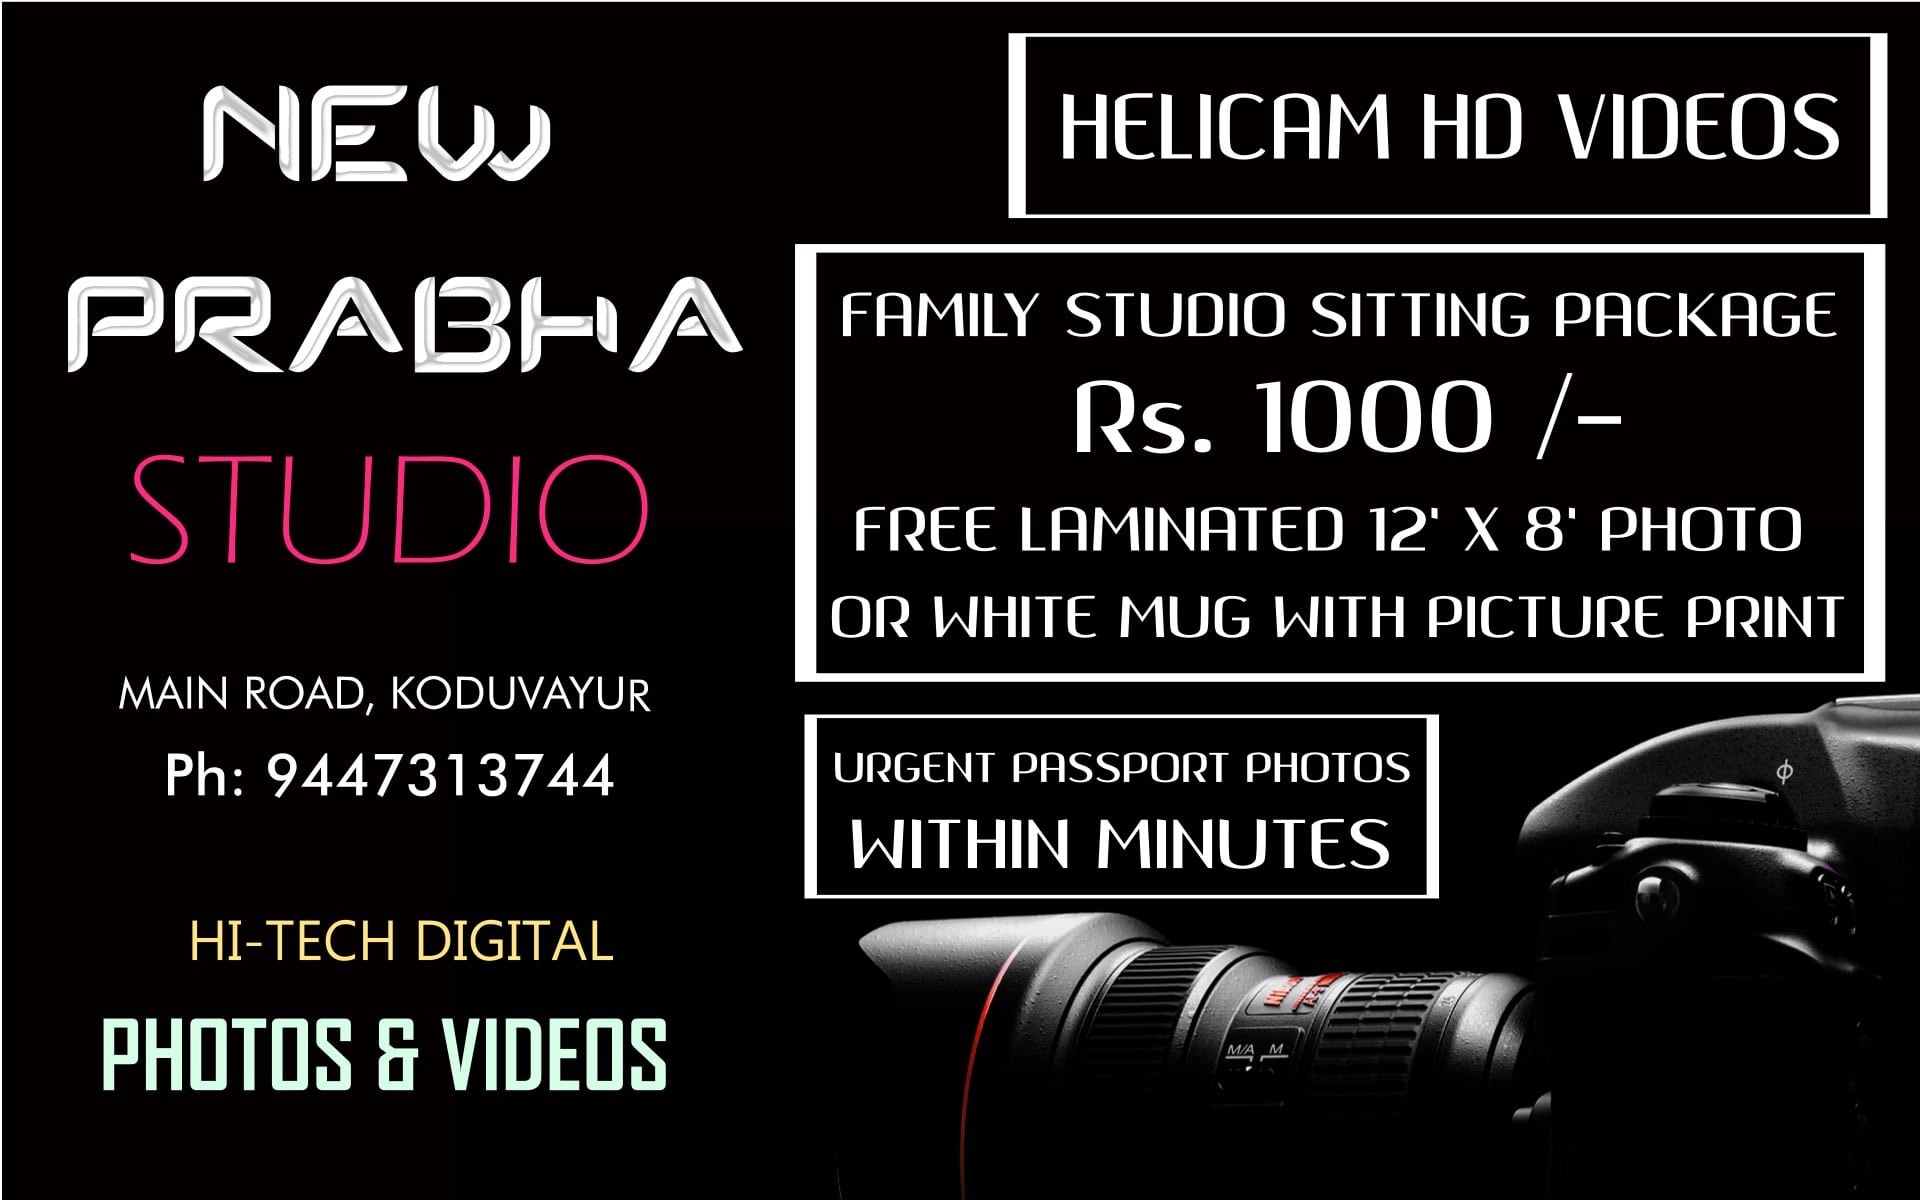 NEW
PRABHA
STUDIO
MAIN ROAD, KODUVAYUR
Ph: 9447313744
HI-TECH DIGITAL
PHOTOS & VIDEOS
HELICAM HD VIDEOS
FAMILY STUDIO SITTING PACKAGE
Rs. 1000 /-
FREE LAMINATED 12' X 8' PHOTO
OR WHITE MUG WITH PICTURE PRINT
URGENT PASSPORT PHOTOS
WITHIN MINUTES
M/A M